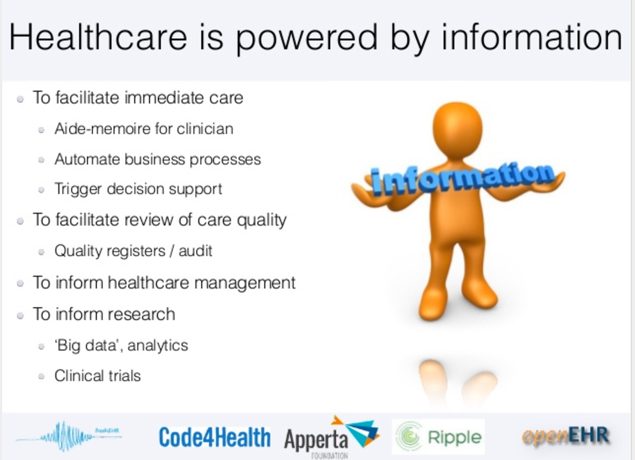 Healthcare is powered by information
To facilitate immediate care
Aide-memoire for clinician
Automate business processes
Trigger decision support
To facilitate review of care quality
Quality registers / audit
To inform healthcare management
To inform research
‘Big data’, analytics
Clinical trials
information
Code4Health
Apperta
FOUNDATION
Ripple
openEHR